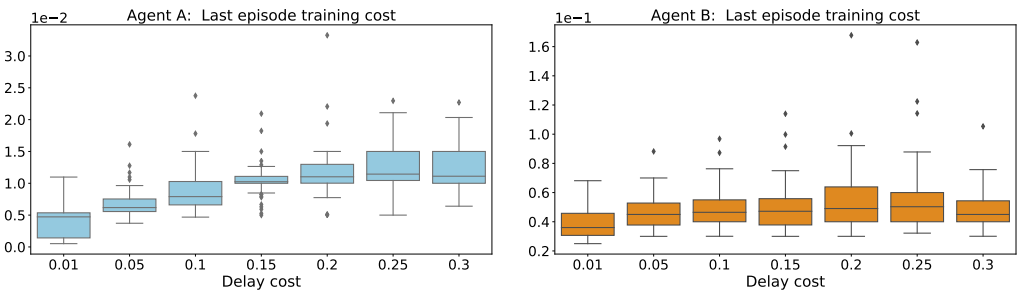 Agent A:  Last episode training cost
1e−2
3.0
2.5
2.0
1.5
1.0
0.5
0.0
0.01 0.05 0.1 0.15 0.2 0.25 0.3
Delay cost
Agent B:  Last episode training cost
1e−1
1.6
1.4
1.2
1.0
0.8
0.6
0.4
0.2
0.01 0.05 0.1 0.15 0.2 0.25 0.3
Delay cost